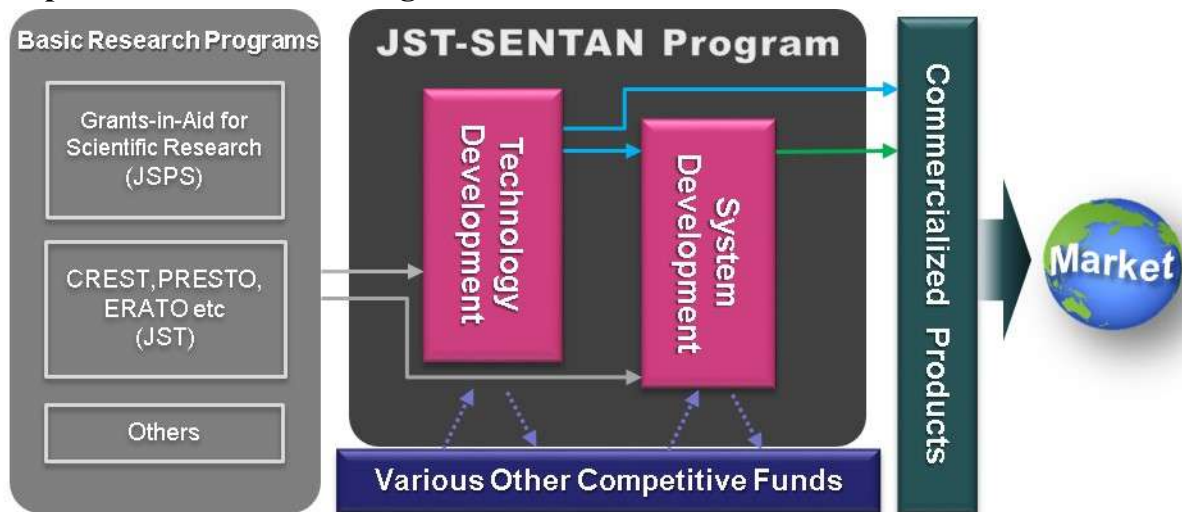 Basic Research Programs
Grants-in-Aid for
Scientific Research
(JSPS)
CREST,PRESTO,
ERATO etc
(JST)
Others
JST-SENTAN Program
Technology
Development
System
Development
Various Other Competitive Funds
Commercialized Products
Market